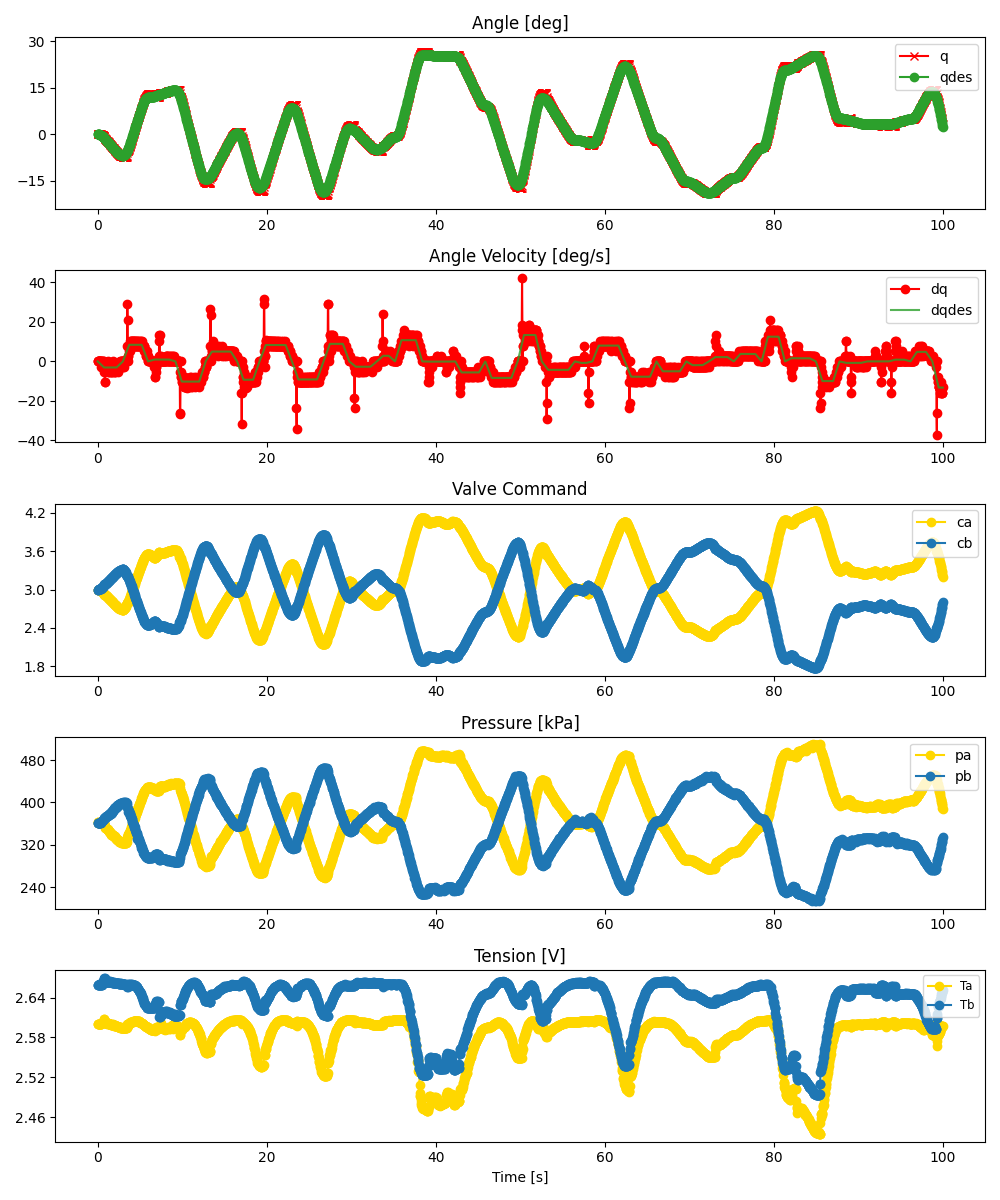 Angle [deg]
30
15
0
−15
q
qdes
0 20 40 60 80 100
Angle Velocity [deg/s]
40
20
0
−20
−40
dq
dqdes
0 20 40 60 80 100
Valve Command
4.2
3.6
3.0
2.4
1.8
ca
cb
0 20 40 60 80 100
Pressure [kPa]
480
400
320
240
pa
pb
0 20 40 60 80 100
Tension [V]
2.64
2.58
2.52
2.46
Ta
Tb
0 20 40 60 80 100
Time [s]